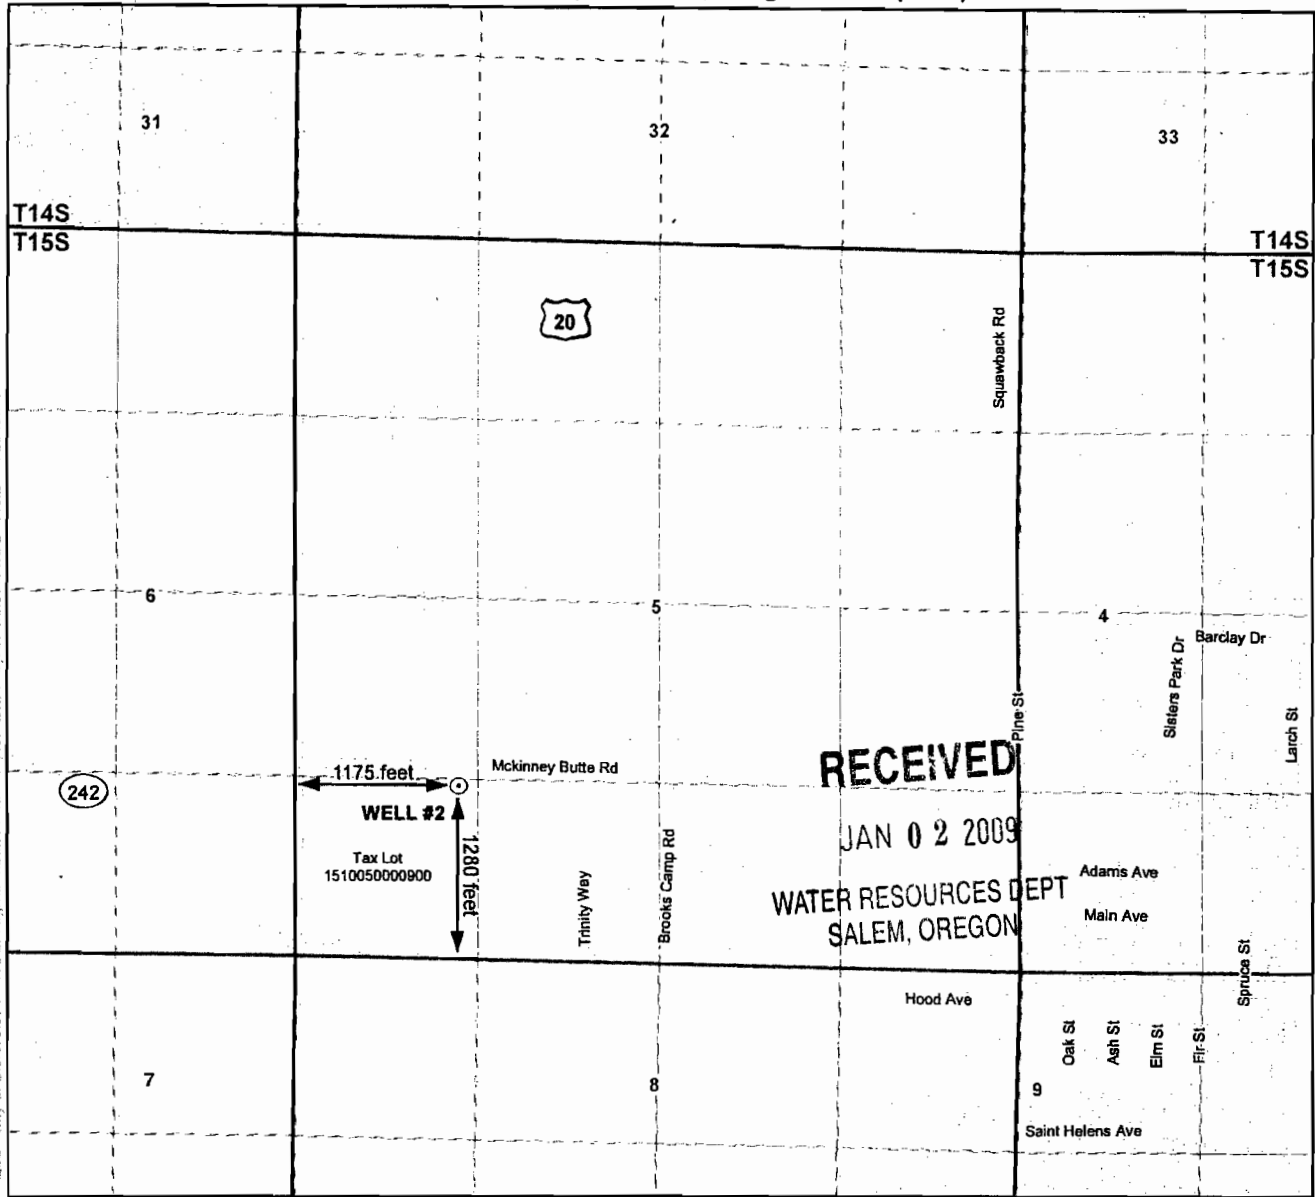 31
32
33
T14S
T14S
T15S
T15S
20
Squawback Rd
6
5
4
Barclay Dr
Sisters Park Dr
Pine St
Larch St
RECEIVED
1175 feet
Mckinney Butte Rd
242
WELL #2
JAN 02 2009
Tax Lot
1510050000900
1280 feet
Trinity Way
Brooks Camp Rd
Adams Ave
WATER RESOURCES DEPT
Main Ave
SALEM, OREGON
Spruce St
Hood Ave
Oak St
Ash St
Elm St
Fir St
7
8
9
Saint Helens Ave